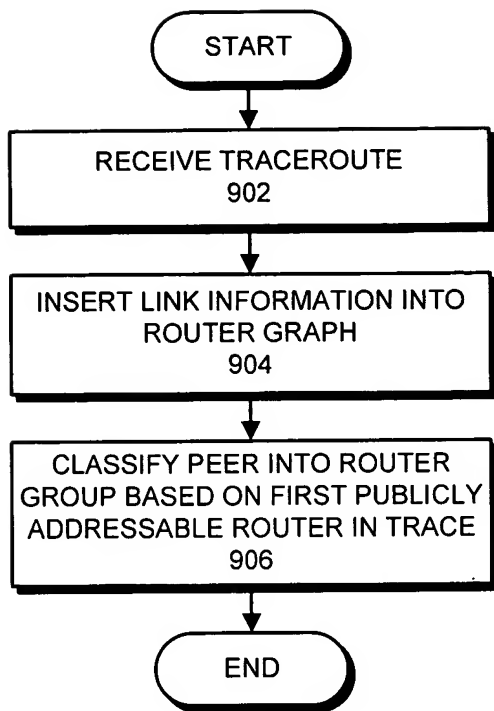 START
RECEIVE TRACEROUTE
902
INSERT LINK INFORMATION INTO
ROUTER GRAPH
904
CLASSIFY PEER INTO ROUTER
GROUP BASED ON FIRST PUBLICLY
ADDRESSABLE ROUTER IN TRACE
906
END